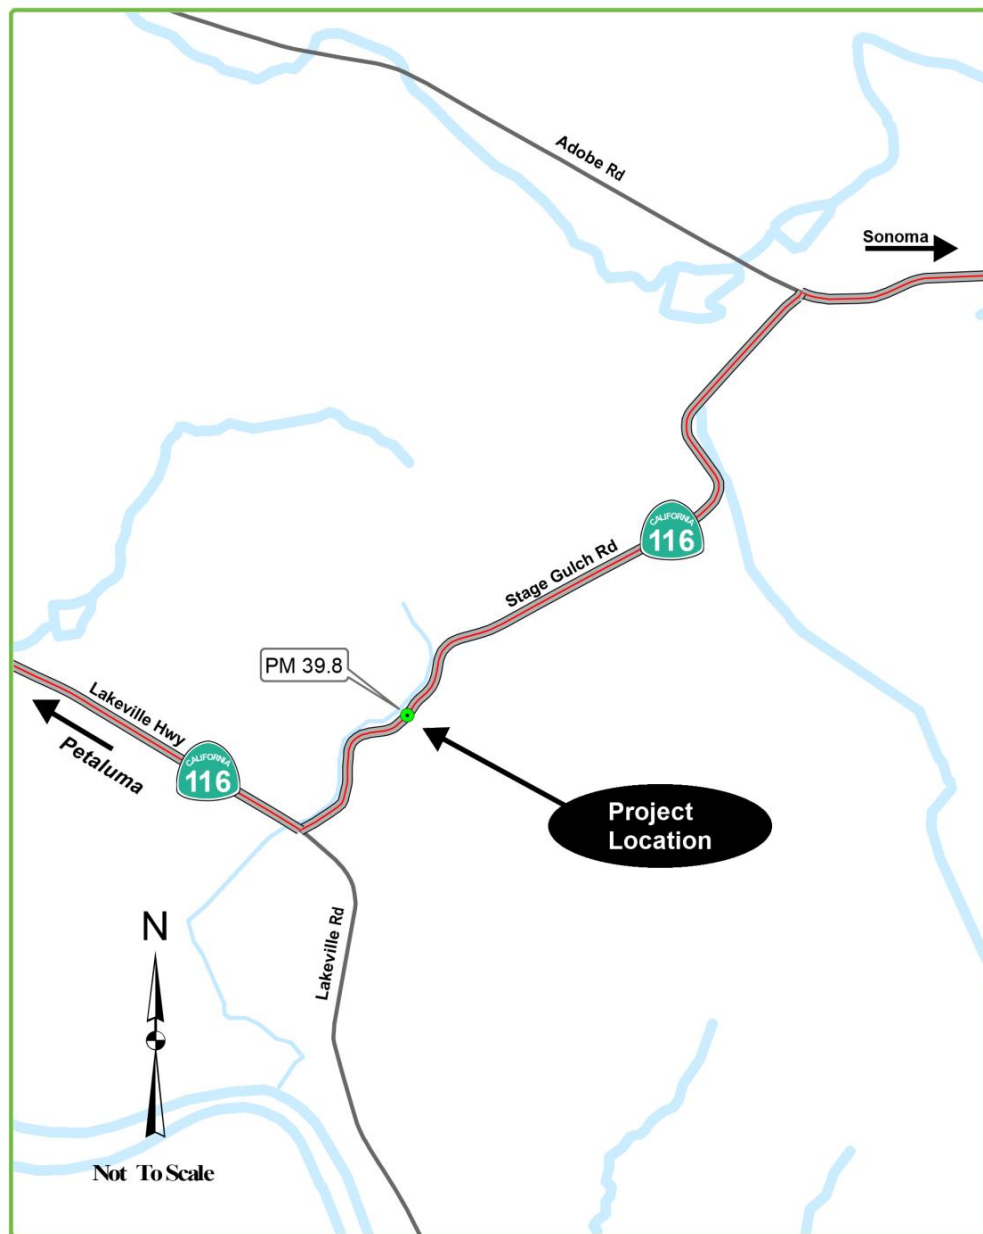 Adobe Rd
Sonoma
CALIFORNIA
116
Stage Gulch Rd
PM 39.8
Lakeville Hwy
Petaluma
CALIFORNIA
116
Project
Location
Lakeville Rd
N
Not To Scale